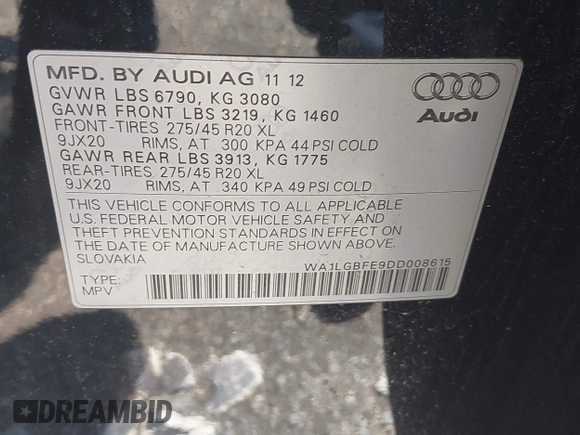 MFD. BY AUDI AG 11 12
GVWR LBS 6790, KG 3080
GAWR FRONT LBS 3219, KG 1460
FRONT-TIRES 275/45 R20 XL
9JX20 RIMS, AT 300 KPA 44 PSI COLD
GAWR REAR LBS 3913, KG 1775
REAR-TIRES 275/45 R20 XL
9JX20 RIMS, AT 340 KPA 49 PSI COLD
Audi
THIS VEHICLE CONFORMS TO ALL APPLICABLE
U.S. FEDERAL MOTOR VEHICLE SAFETY AND
THEFT PREVENTION STANDARDS IN EFFECT ON
THE DATE OF MANUFACTURE SHOWN ABOVE.
SLOVAKIA
WA1LGBFE9DD008615
TYPE:
MPV
DREAMBID